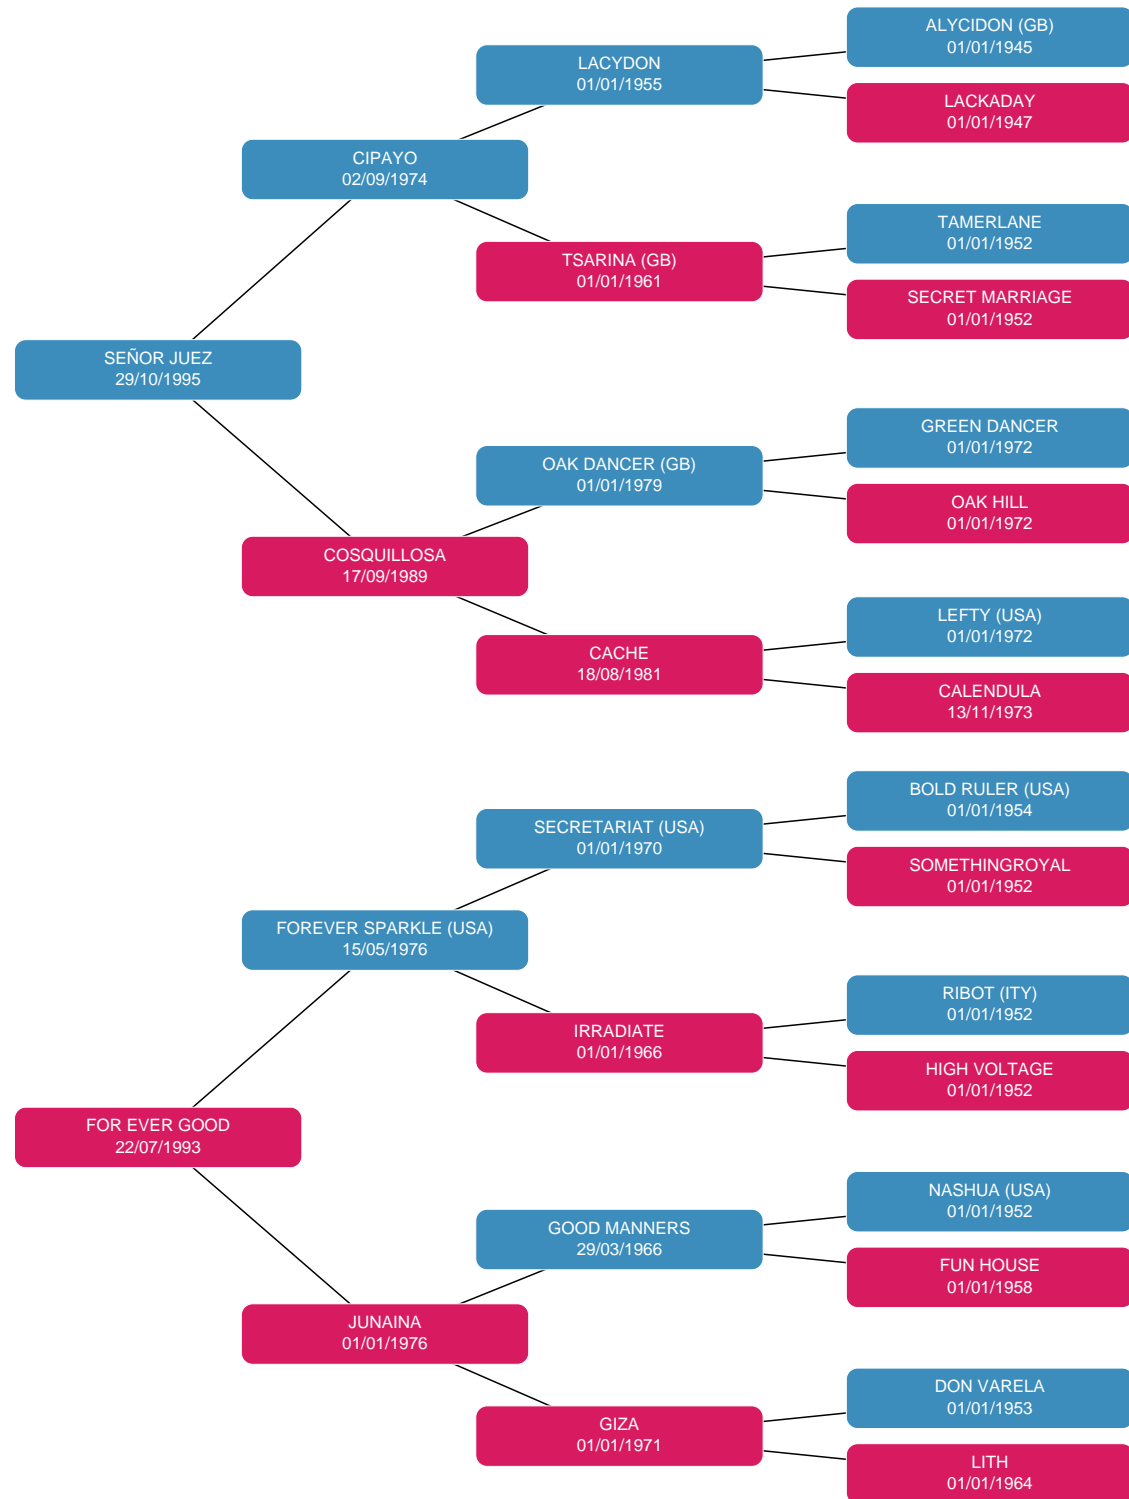 ALYCIDON (GB)
01/01/1945
LACYDON
01/01/1955
LACKADAY
01/01/1947
CIPAYO
02/09/1974
TAMERLANE
01/01/1952
TSARINA (GB)
01/01/1961
SECRET MARRIAGE
01/01/1952
SEÑOR JUEZ
29/10/1995
GREEN DANCER
01/01/1972
OAK DANCER (GB)
01/01/1979
OAK HILL
01/01/1972
COSQUILLOSA
17/09/1989
LEFTY (USA)
01/01/1972
CACHE
18/08/1981
CALENDULA
13/11/1973
BOLD RULER (USA)
01/01/1954
SECRETARIAT (USA)
01/01/1970
SOMETHINGROYAL
01/01/1952
FOREVER SPARKLE (USA)
15/05/1976
RIBOT (ITY)
01/01/1952
IRRADIATE
01/01/1966
HIGH VOLTAGE
01/01/1952
FOR EVER GOOD
22/07/1993
NASHUA (USA)
01/01/1952
GOOD MANNERS
29/03/1966
FUN HOUSE
01/01/1958
JUNAINA
01/01/1976
DON VARELA
01/01/1953
GIZA
01/01/1971
LITH
01/01/1964